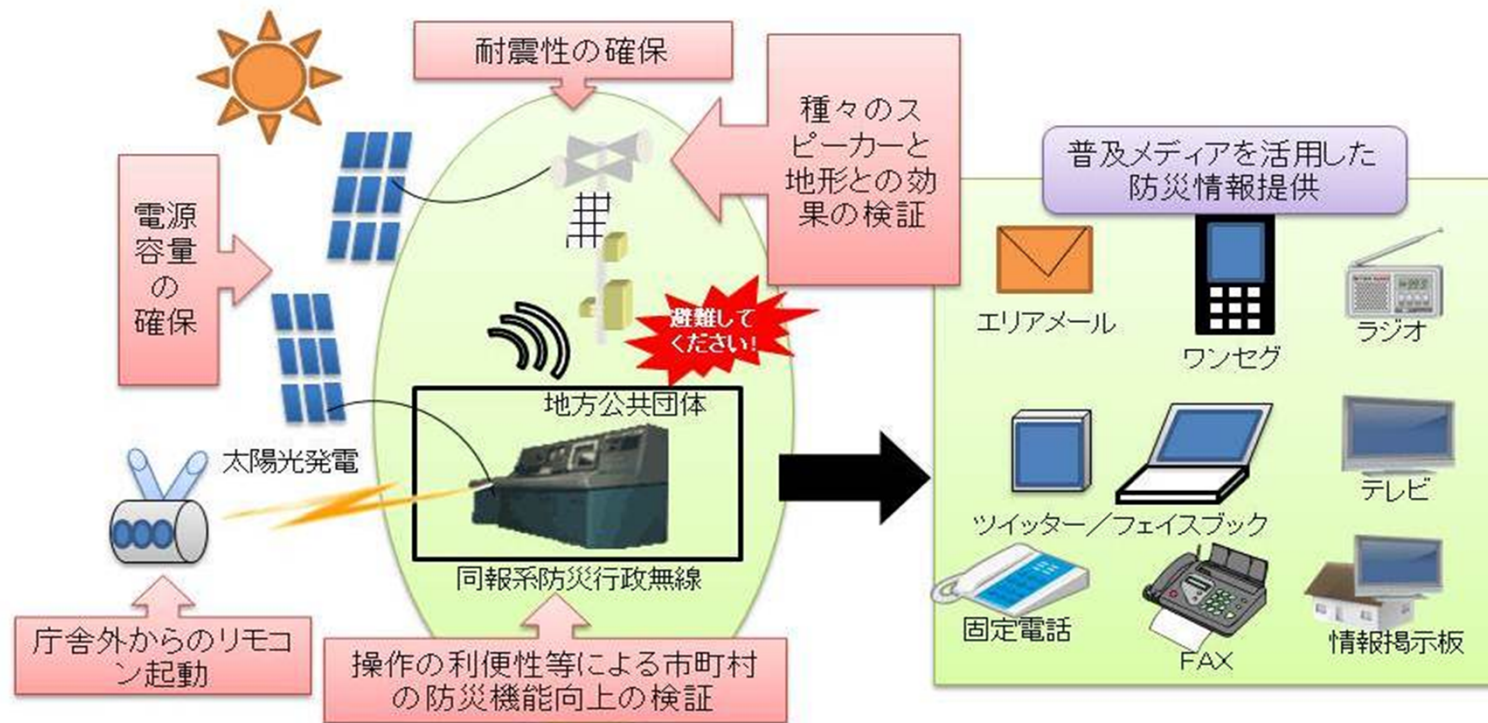 耐震性の確保
種々のス
ピーカーと
地形との効
果の検証
電源
容量
の
確保
避難して
ください!
地方公共団体
太陽光発電
同報系防災行政無線
庁舎外からのリモコ
ン起動
操作の利便性等による市町村
の防災機能向上の検証
普及メディアを活用した
防災情報提供
エリアメール
ワンセグ
ラジオ
ツイッター／フェイスブック
テレビ
固定電話
FAX
情報掲示板